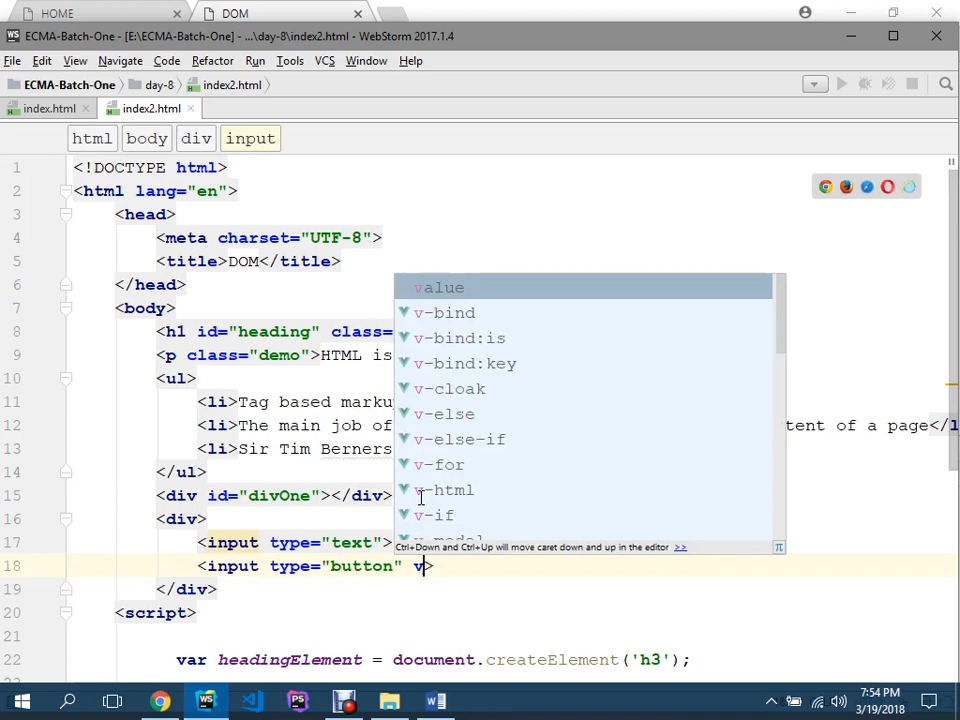 HOME
DOM
ECMA-Batch-One - [E:\ECMA-Batch-One] - ...\day-8\index2.html - WebStorm 2017.1.4
File Edit View Navigate Code Refactor Run Tools VCS Window Help
ECMA-Batch-One day-8 index2.html
index.html index2.html
html body div input
1 <!DOCTYPE html>
2 <html lang="en">
3 <head>
4 <meta charset="UTF-8">
5 <title>DOM</title>
6 </head>
7 <body>
8 <h1 id="heading" class=
9 <p class="demo">HTML is
10 <ul>
11 <li>Tag based marku
12 <li>The main job of tent of a page</l
13 <li>Sir Tim Berners
14 </ul>
15 <div id="divOne"></div>
16 <div>
17 <input type="text">
18 <input type="button" v>
19 </div>
20 <script>
21
22 var headingElement = document.createElement('h3');
value
v-bind
v-bind:is
v-bind:key
v-cloak
v-else
v-else-if
v-for
v-html
v-if
v-model
Ctrl+Down and Ctrl+Up will move caret down and up in the editor >>
π
7:54 PM
3/19/2018